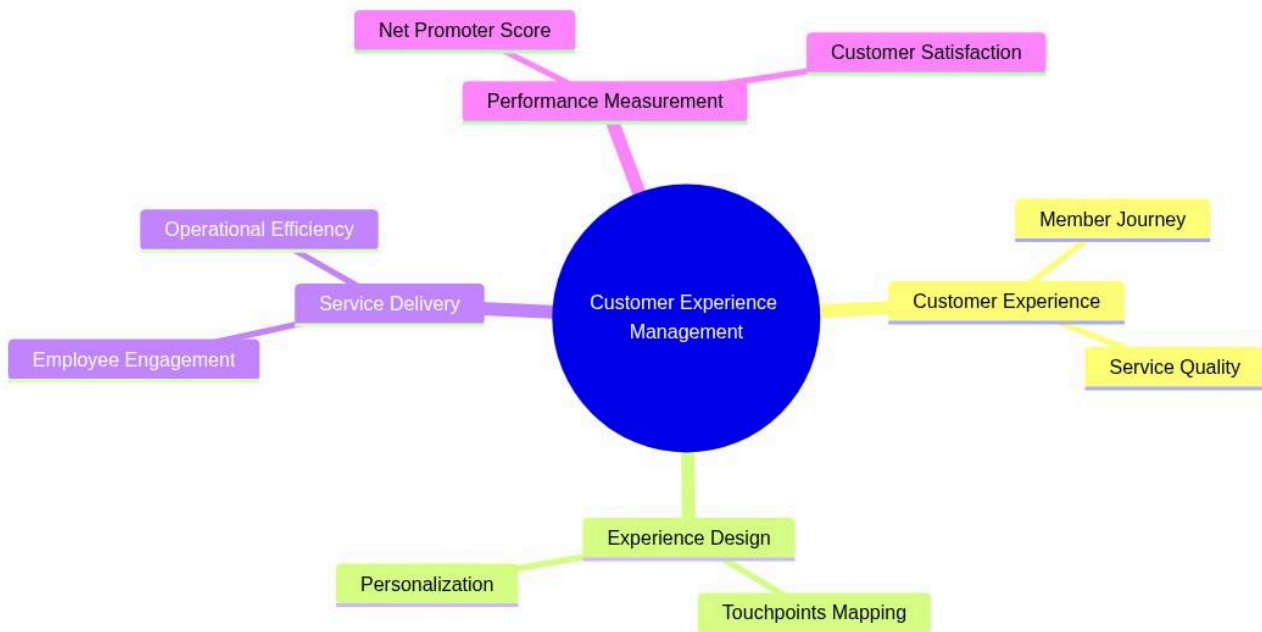 Net Promoter Score
Customer Satisfaction
Performance Measurement
Member Journey
Operational Efficiency
Customer Experience
Service Delivery
Customer Experience
Management
Employee Engagement
Service Quality
Experience Design
Personalization
Touchpoints Mapping